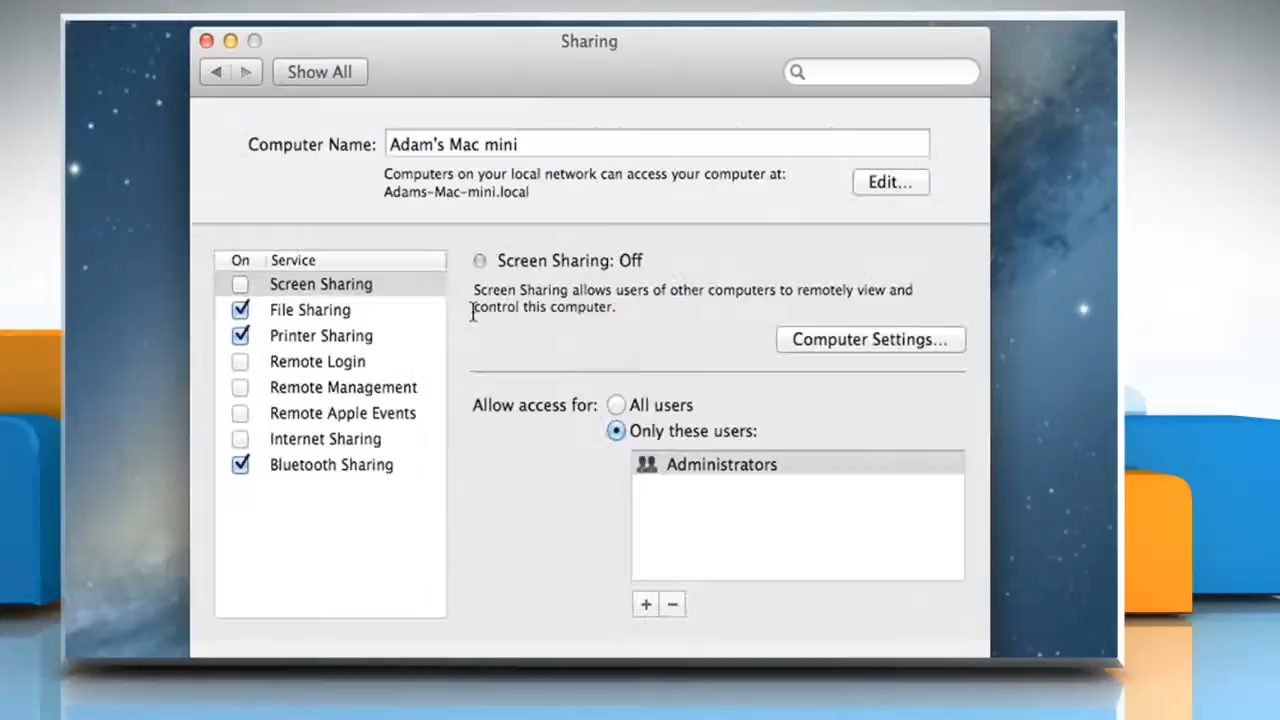 Sharing
Show All
Computer Name: Adam's Mac mini
Computers on your local network can access your computer at:
Adams-Mac-mini.local
Edit...
On Service
Screen Sharing
File Sharing
Printer Sharing
Remote Login
Remote Management
Remote Apple Events
Internet Sharing
Bluetooth Sharing
Screen Sharing: Off
Screen Sharing allows users of other computers to remotely view and
control this computer.
Computer Settings...
Allow access for: All users
Only these users:
Administrators